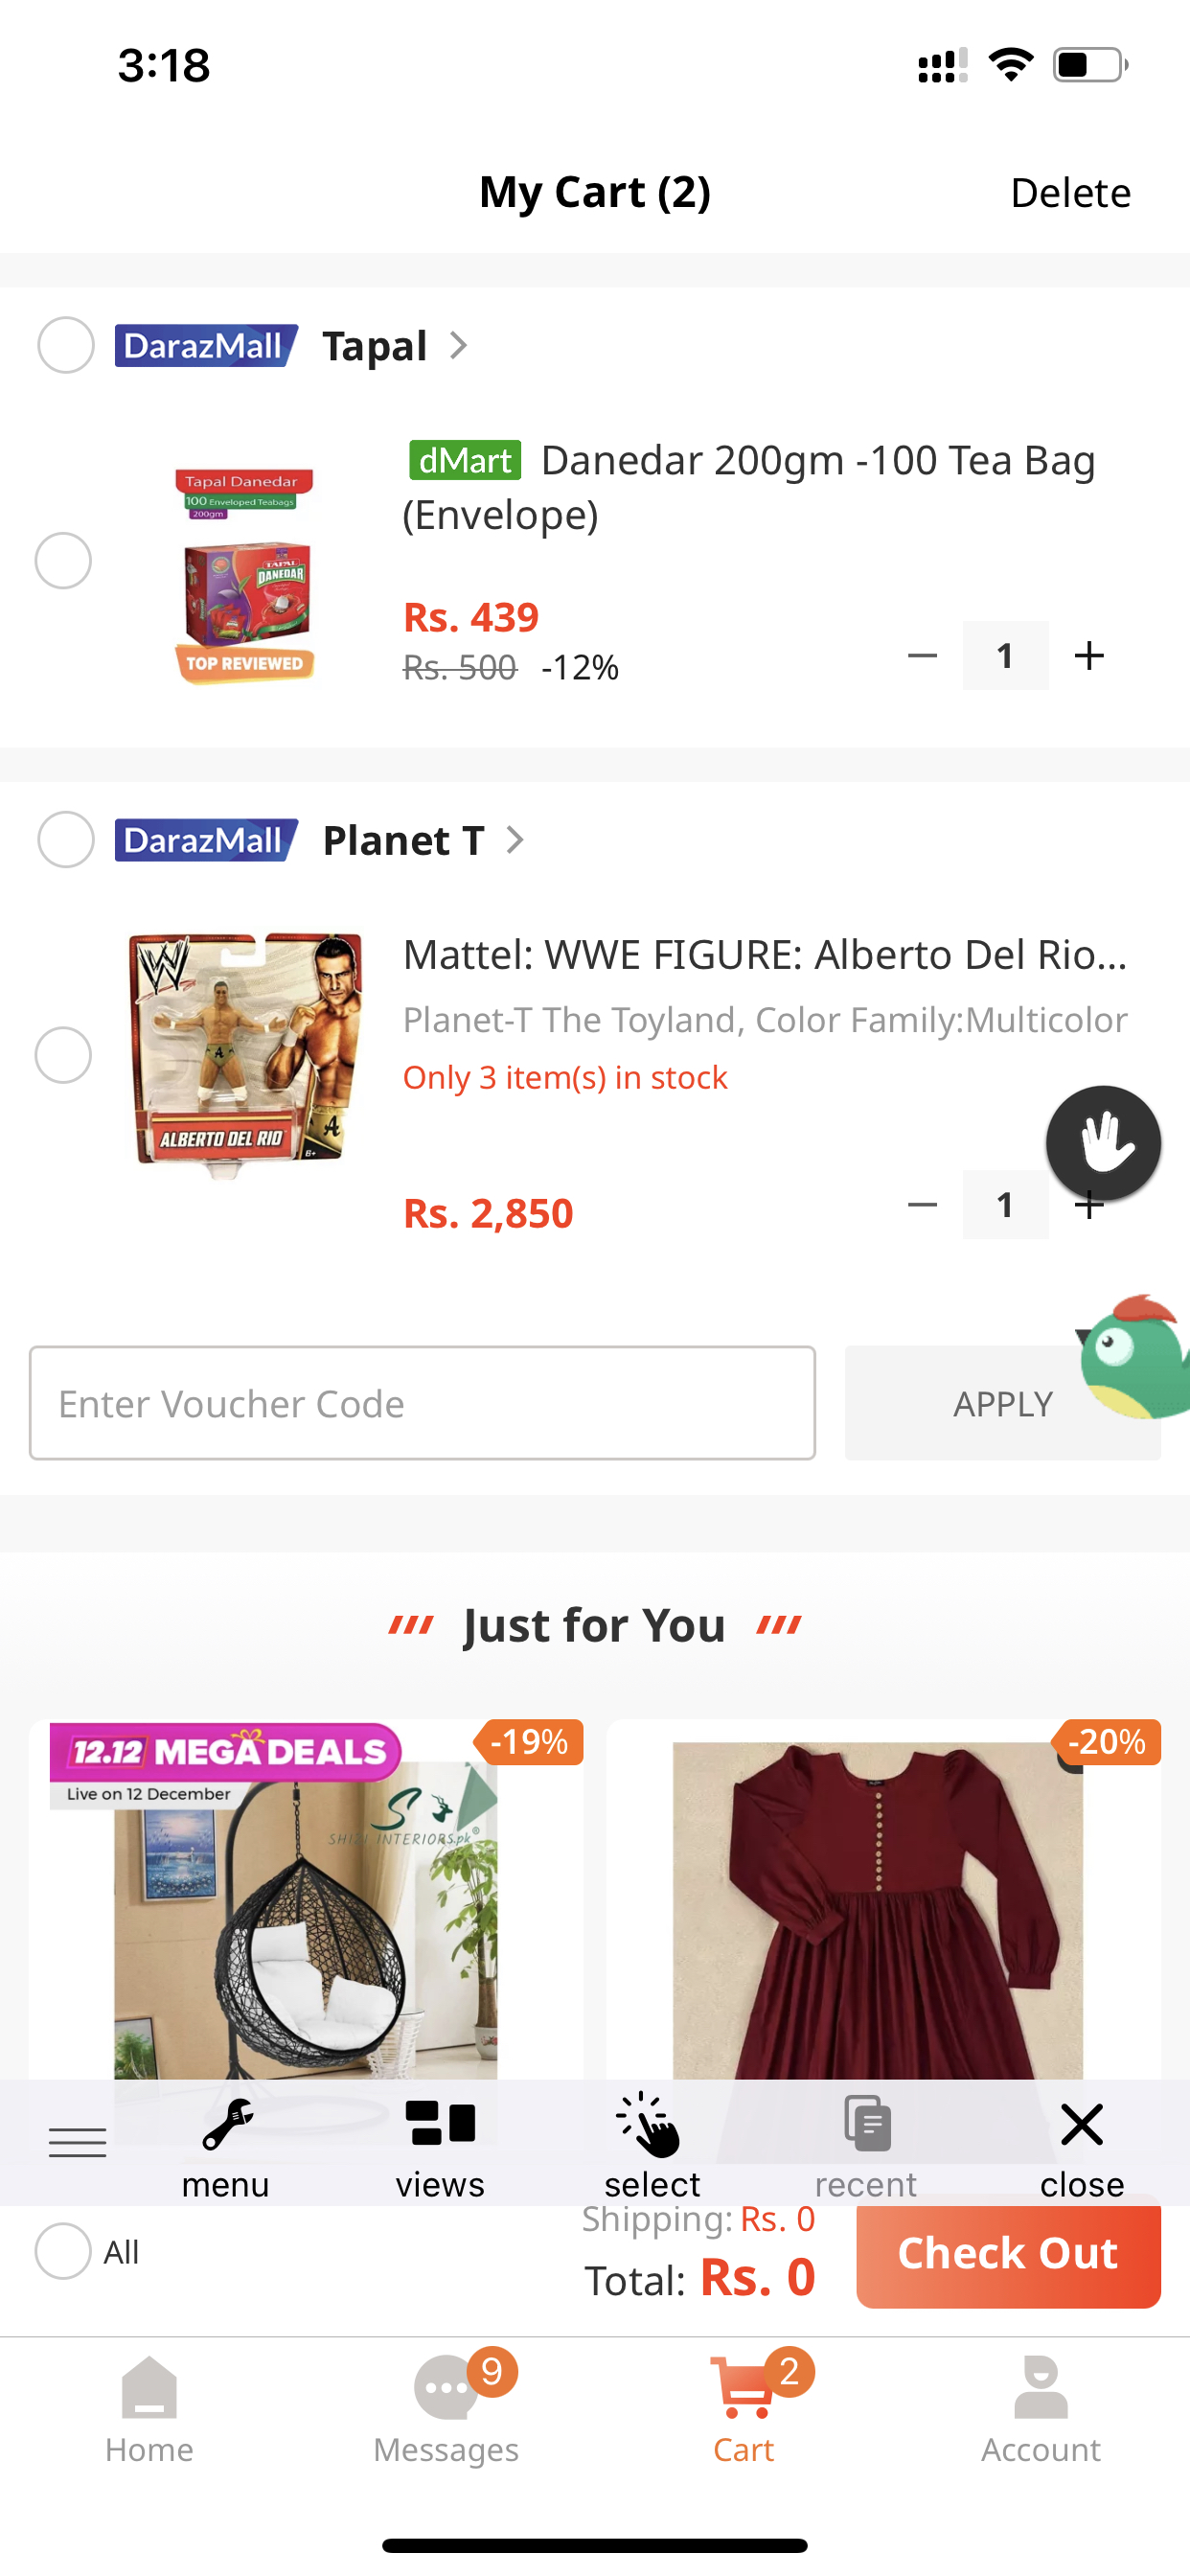 3:18
My Cart (2)
Delete
DarazMall Tapal
Tapal Danedar
100 Enveloped Teabags
200gm
TAPAL
DANEDAR
TOP REVIEWED
dMart Danedar 200gm -100 Tea Bag
(Envelope)
Rs. 439
Rs. 500 -12%
1
DarazMall Planet T
W
ALBERTO DEL RIO
A
6+
Mattel: WWE FIGURE: Alberto Del Rio...
Planet-T The Toyland, Color Family:Multicolor
Only 3 item(s) in stock
Rs. 2,850
1
Enter Voucher Code
APPLY
Just for You
12.12 MEGA DEALS
Live on 12 December
-19%
S
SHIZI INTERIORS.pk®
-20%
menu
views
select
recent
close
All
Shipping: Rs. 0
Total: Rs. 0
Check Out
9
2
Home
Messages
Cart
Account